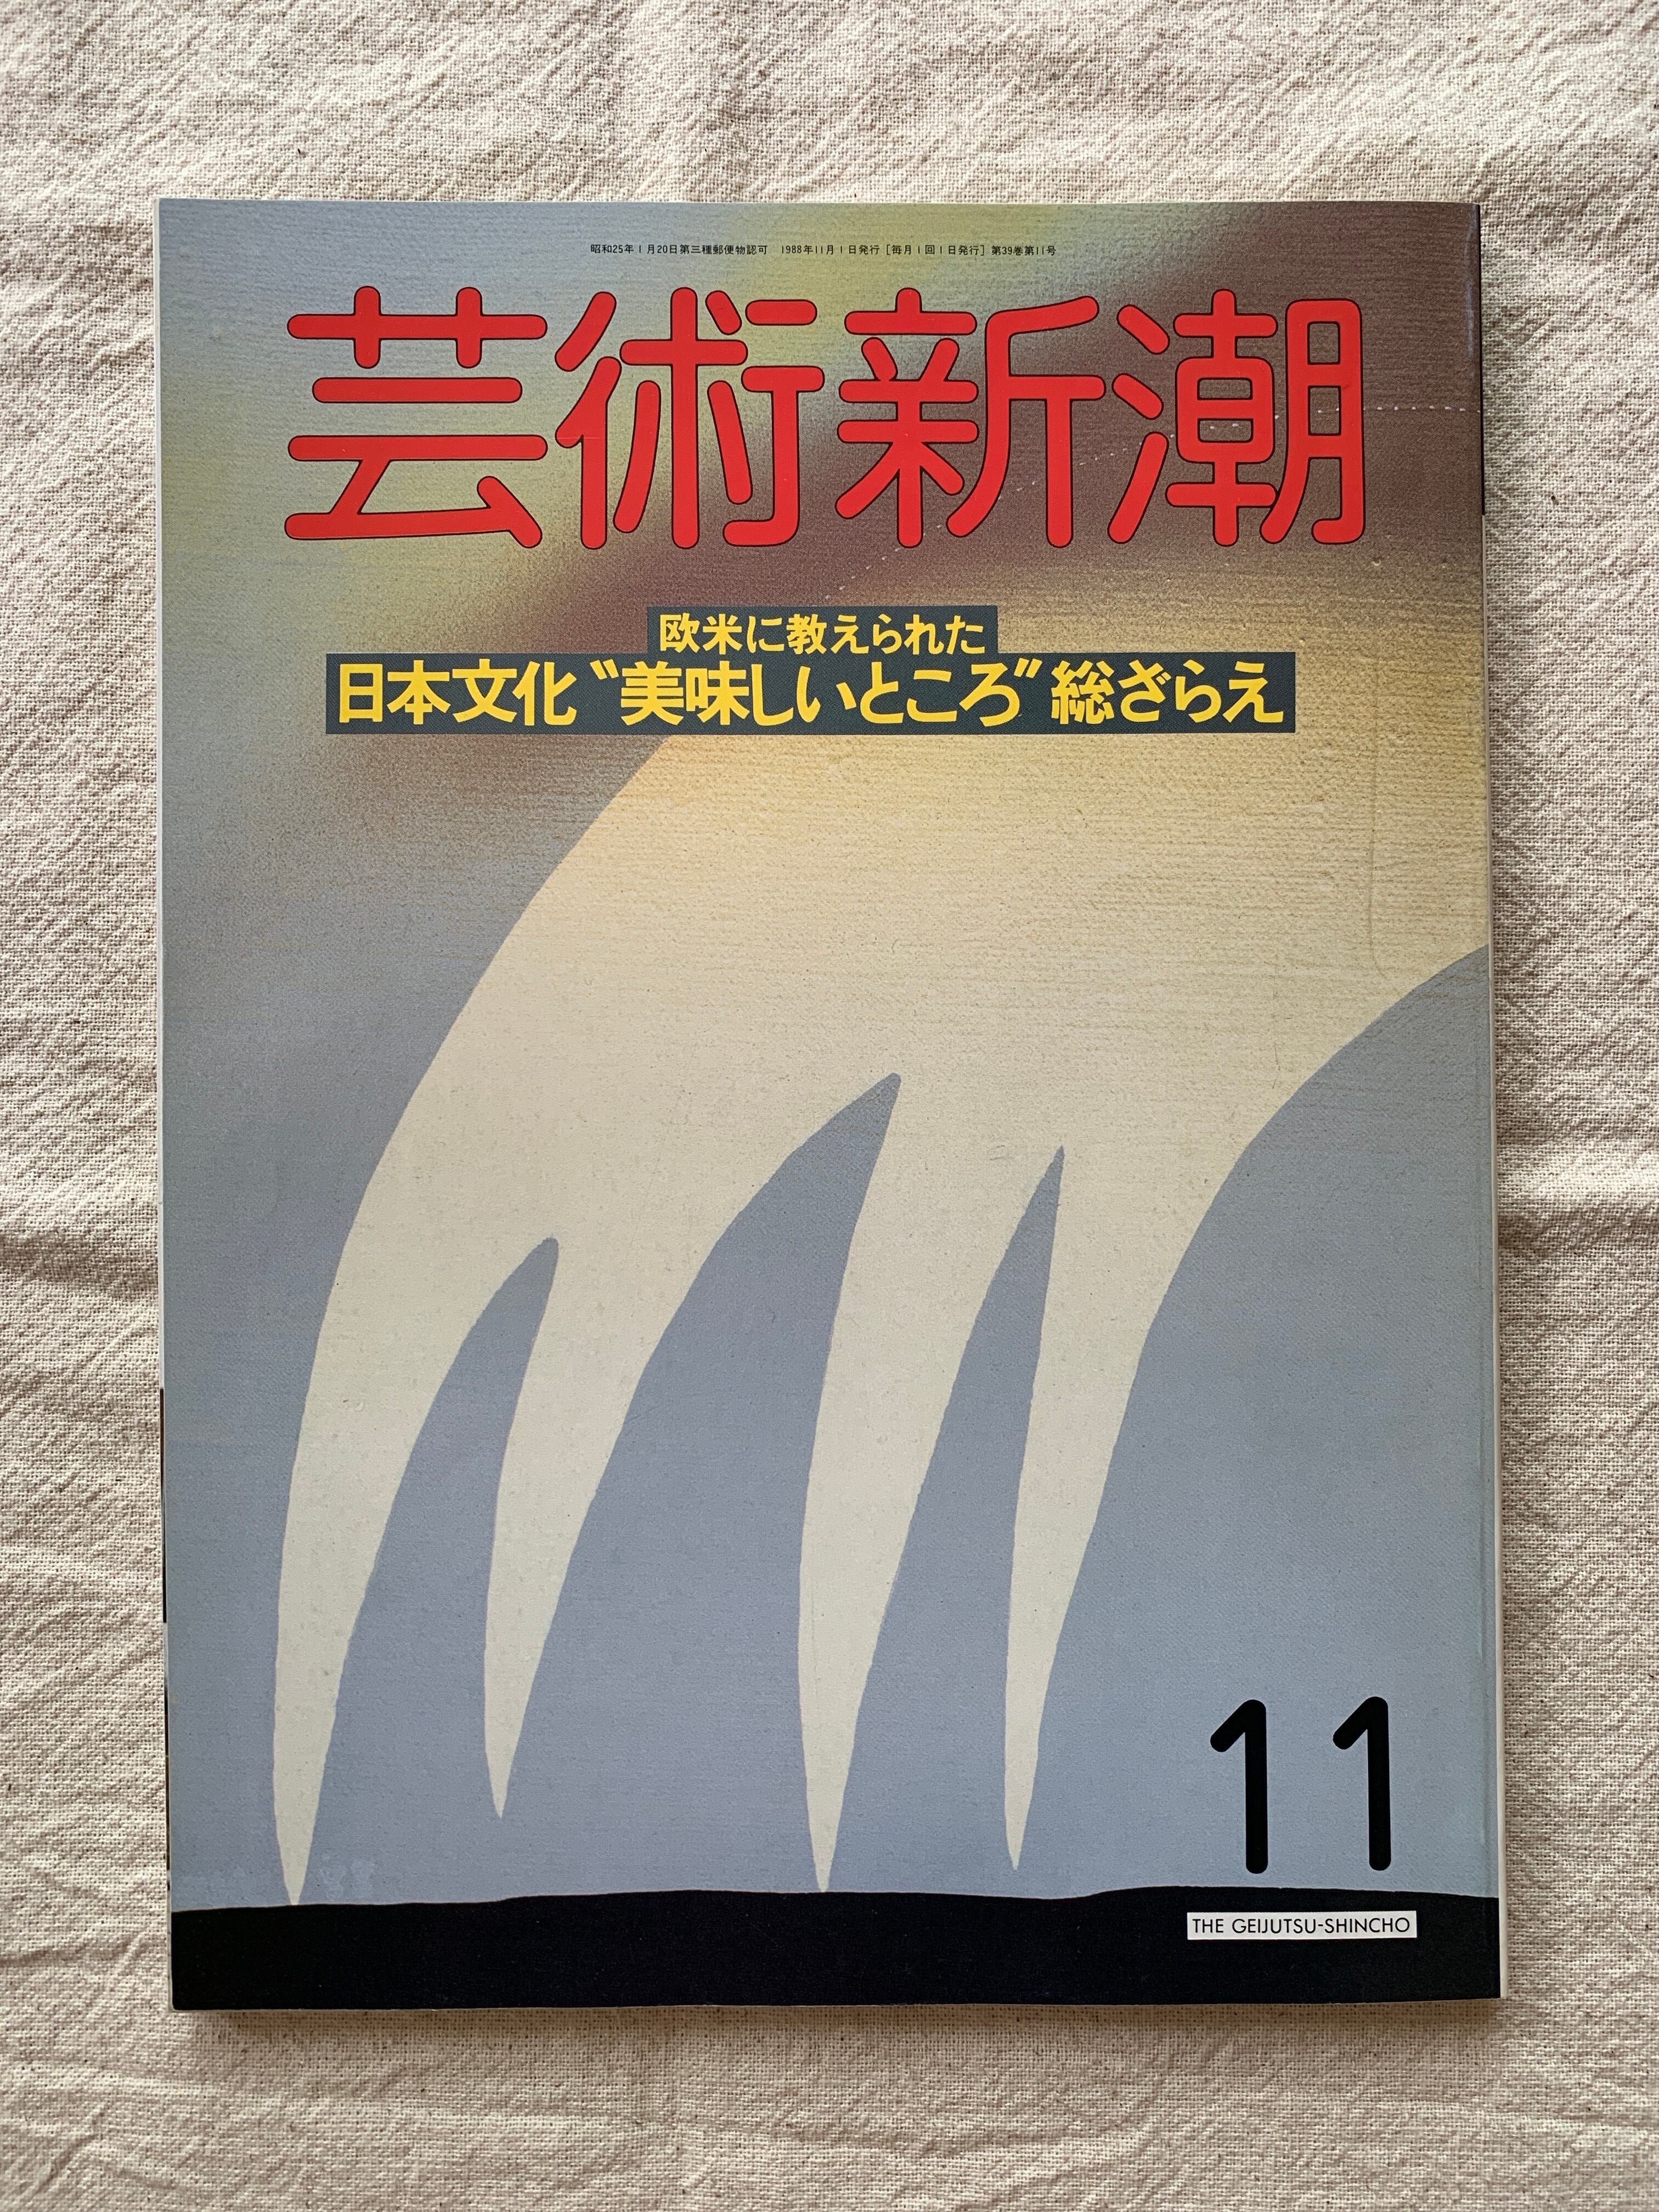 昭和25年1月20日第三種郵便物認可 1988年11月1日発行［毎月1回1日発行］第39巻第11号
芸術新潮
欧米に教えられた
日本文化〝美味しいところ〞総ざらえ
11
THE GEIJUTSU-SHINCHO